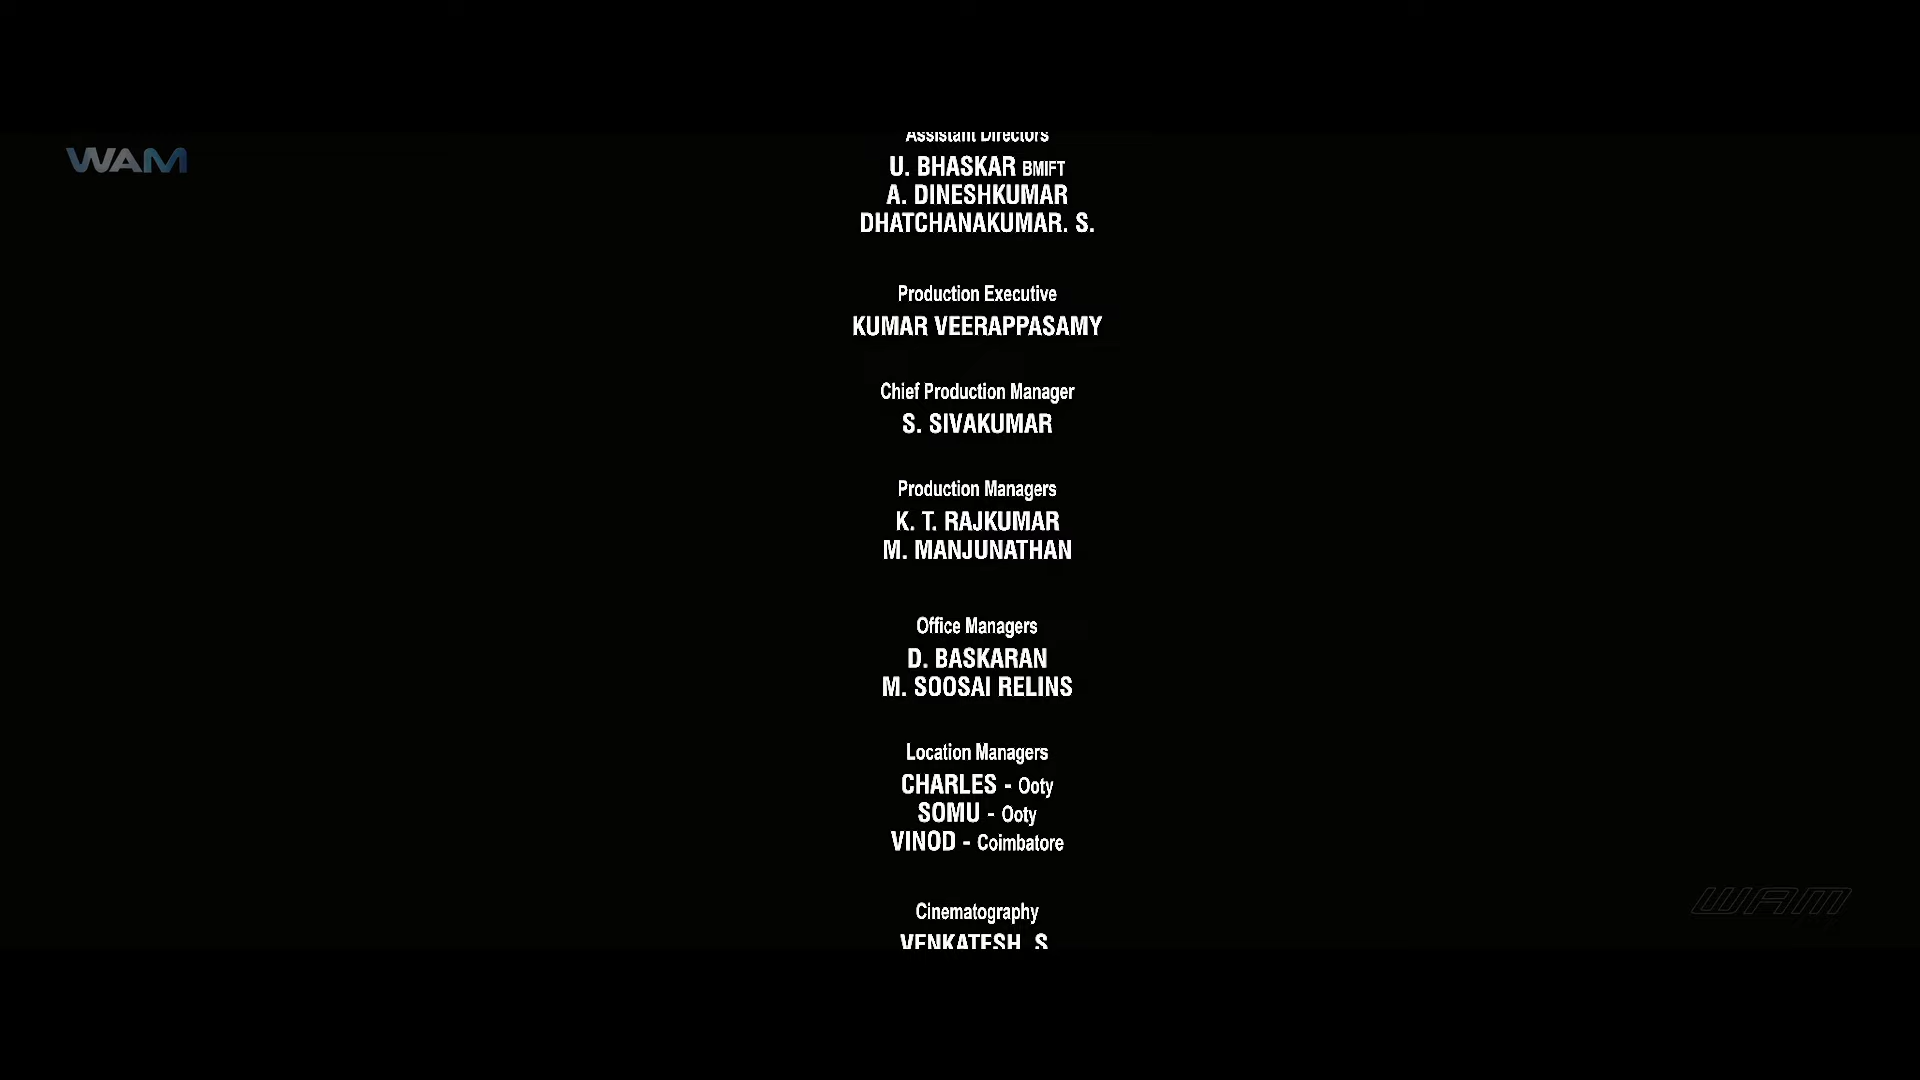 WAM
Assistant Directors
U. BHASKAR BMIFT
A. DINESHKUMAR
DHATCHANAKUMAR. S.
Production Executive
KUMAR VEERAPPASAMY
Chief Production Manager
S. SIVAKUMAR
Production Managers
K. T. RAJKUMAR
M. MANJUNATHAN
Office Managers
D. BASKARAN
M. SOOSAI RELINS
Location Managers
CHARLES - Ooty
SOMU - Ooty
VINOD - Coimbatore
WAM
Cinematography
VENKATESH. S